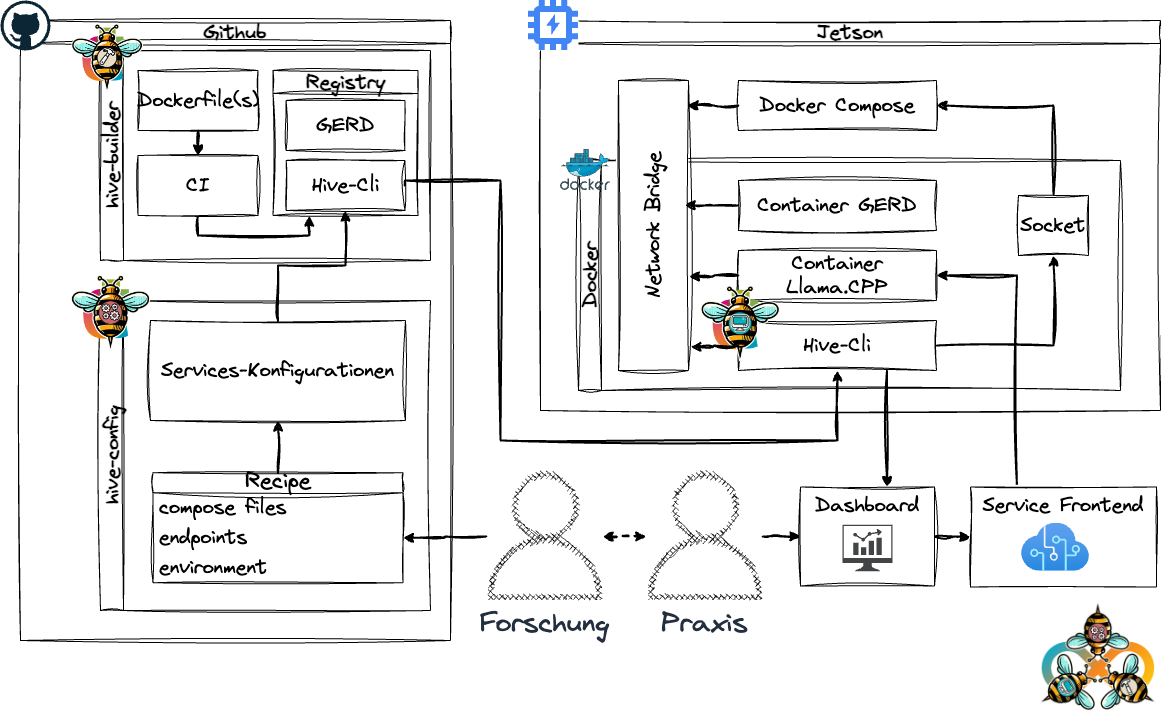 Github
hive-builder
Dockerfile(s)
CI
Registry
GERD
Hive-Cli
hive-config
Services-Konfigurationen
Recipe
compose files
endpoints
environment
Jetson
docker
Docker
Network Bridge
Docker Compose
Container GERD
Container
Llama.CPP
Hive-Cli
Socket
Dashboard
Service Frontend
Forschung
Praxis